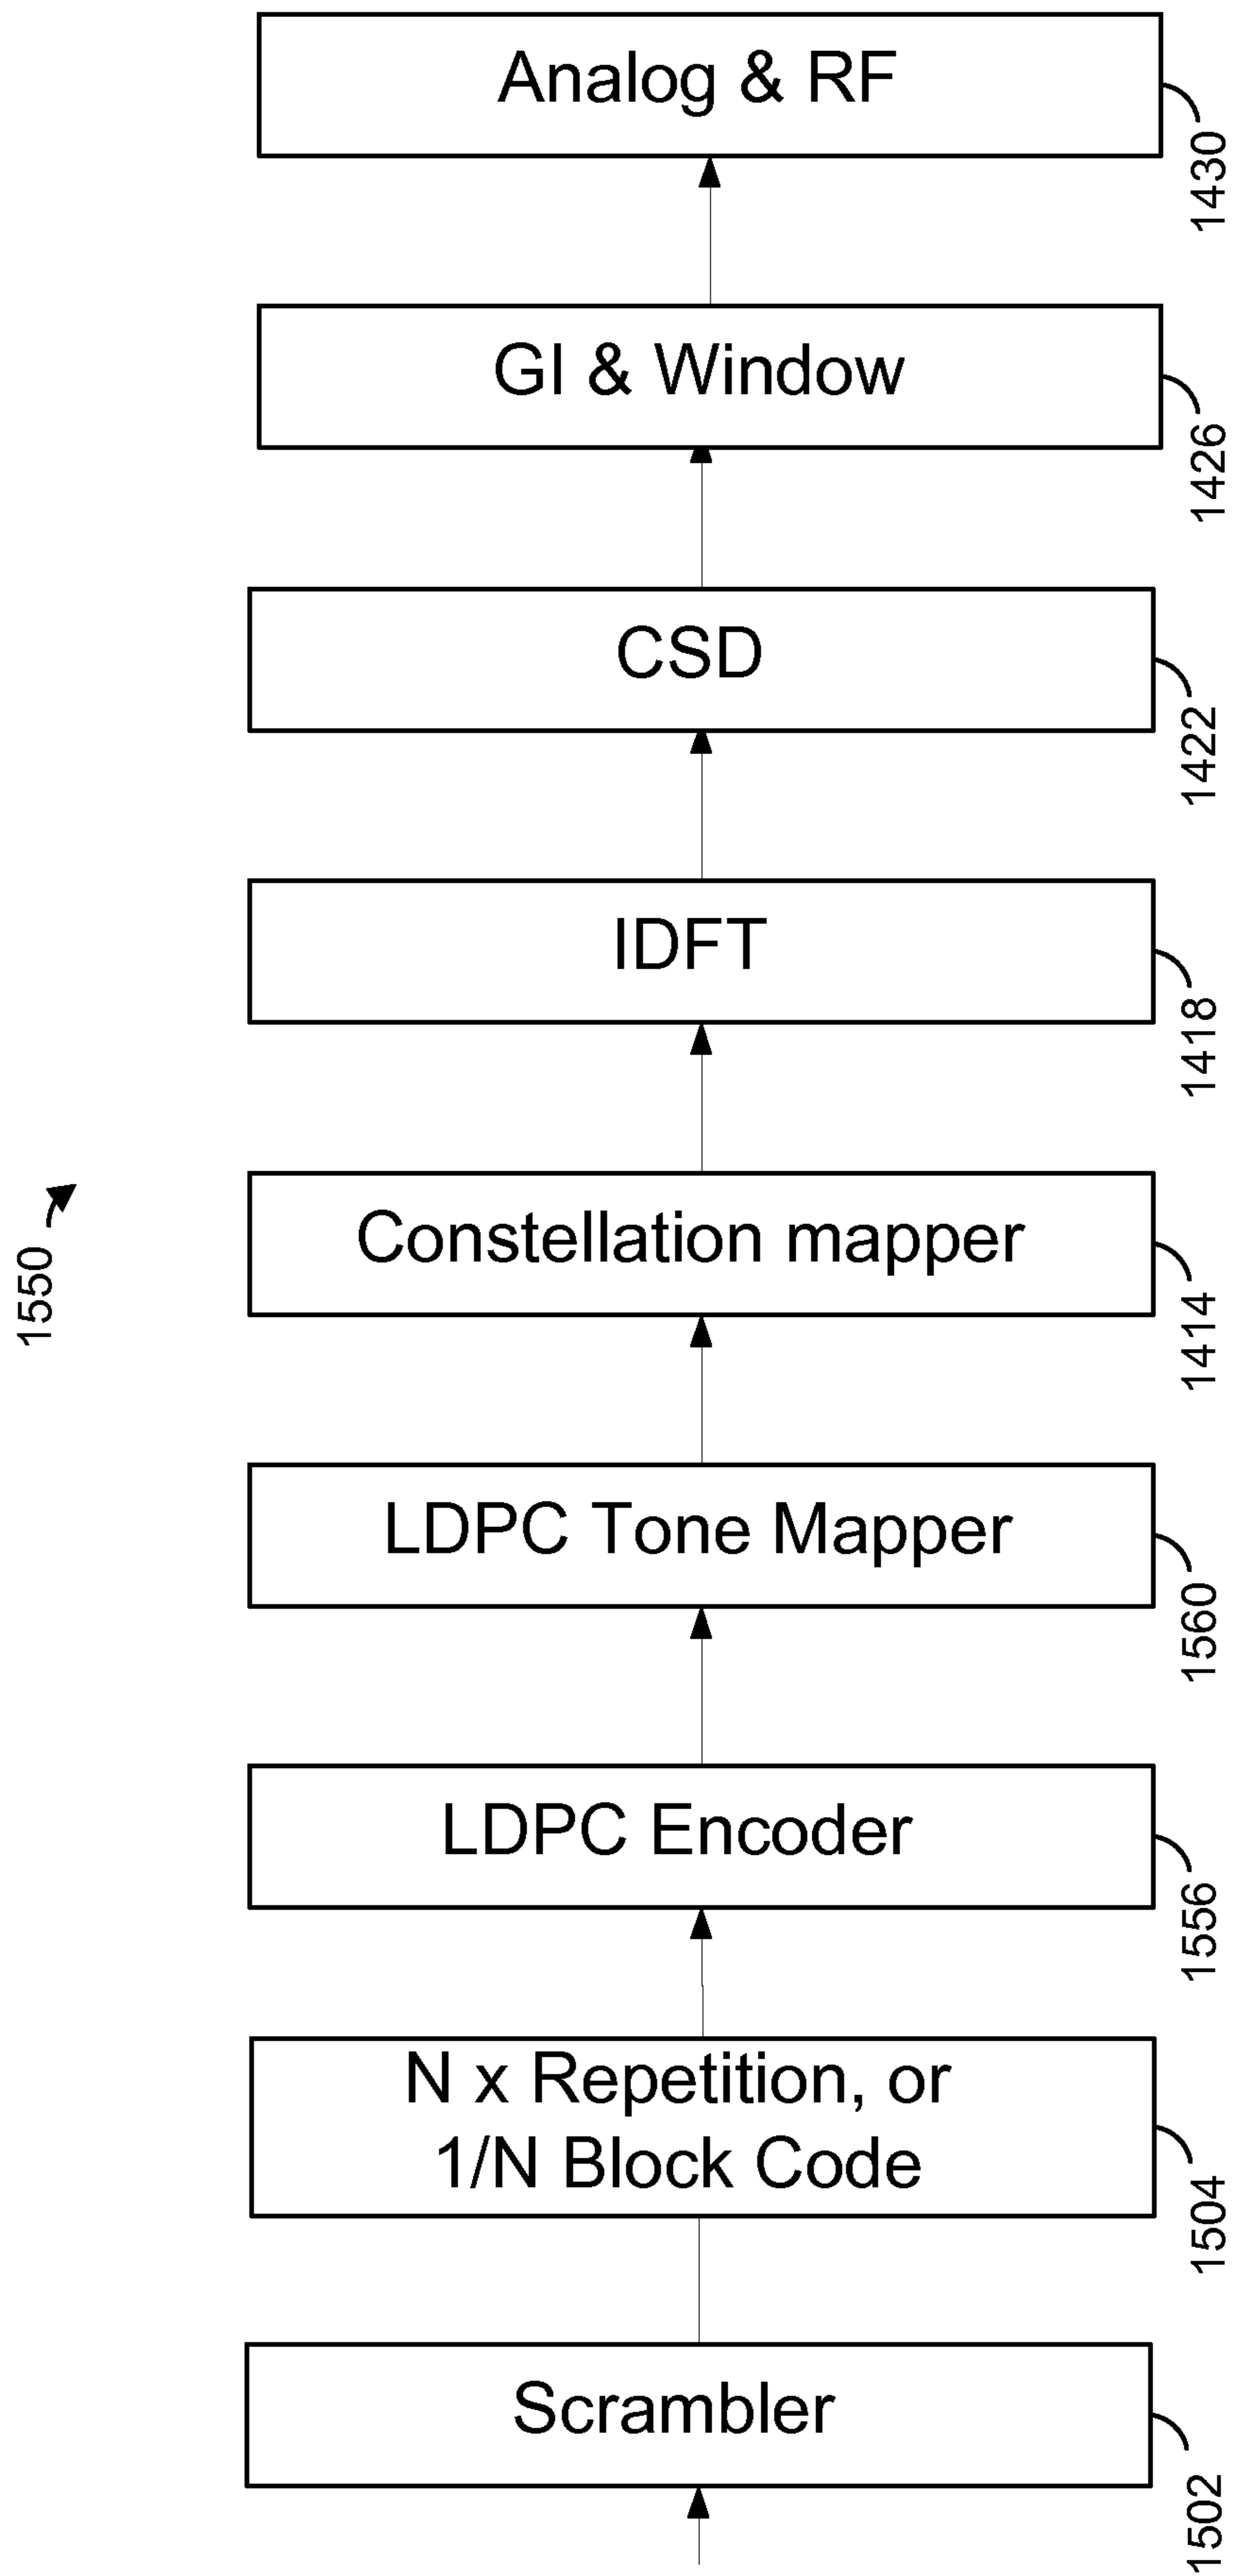 Analog & RF
1430
GI & Window
1426
CSD
1422
IDFT
1418
1550
Constellation mapper
1414
LDPC Tone Mapper
1560
LDPC Encoder
1556
N x Repetition, or
1/N Block Code
1504
Scrambler
1502